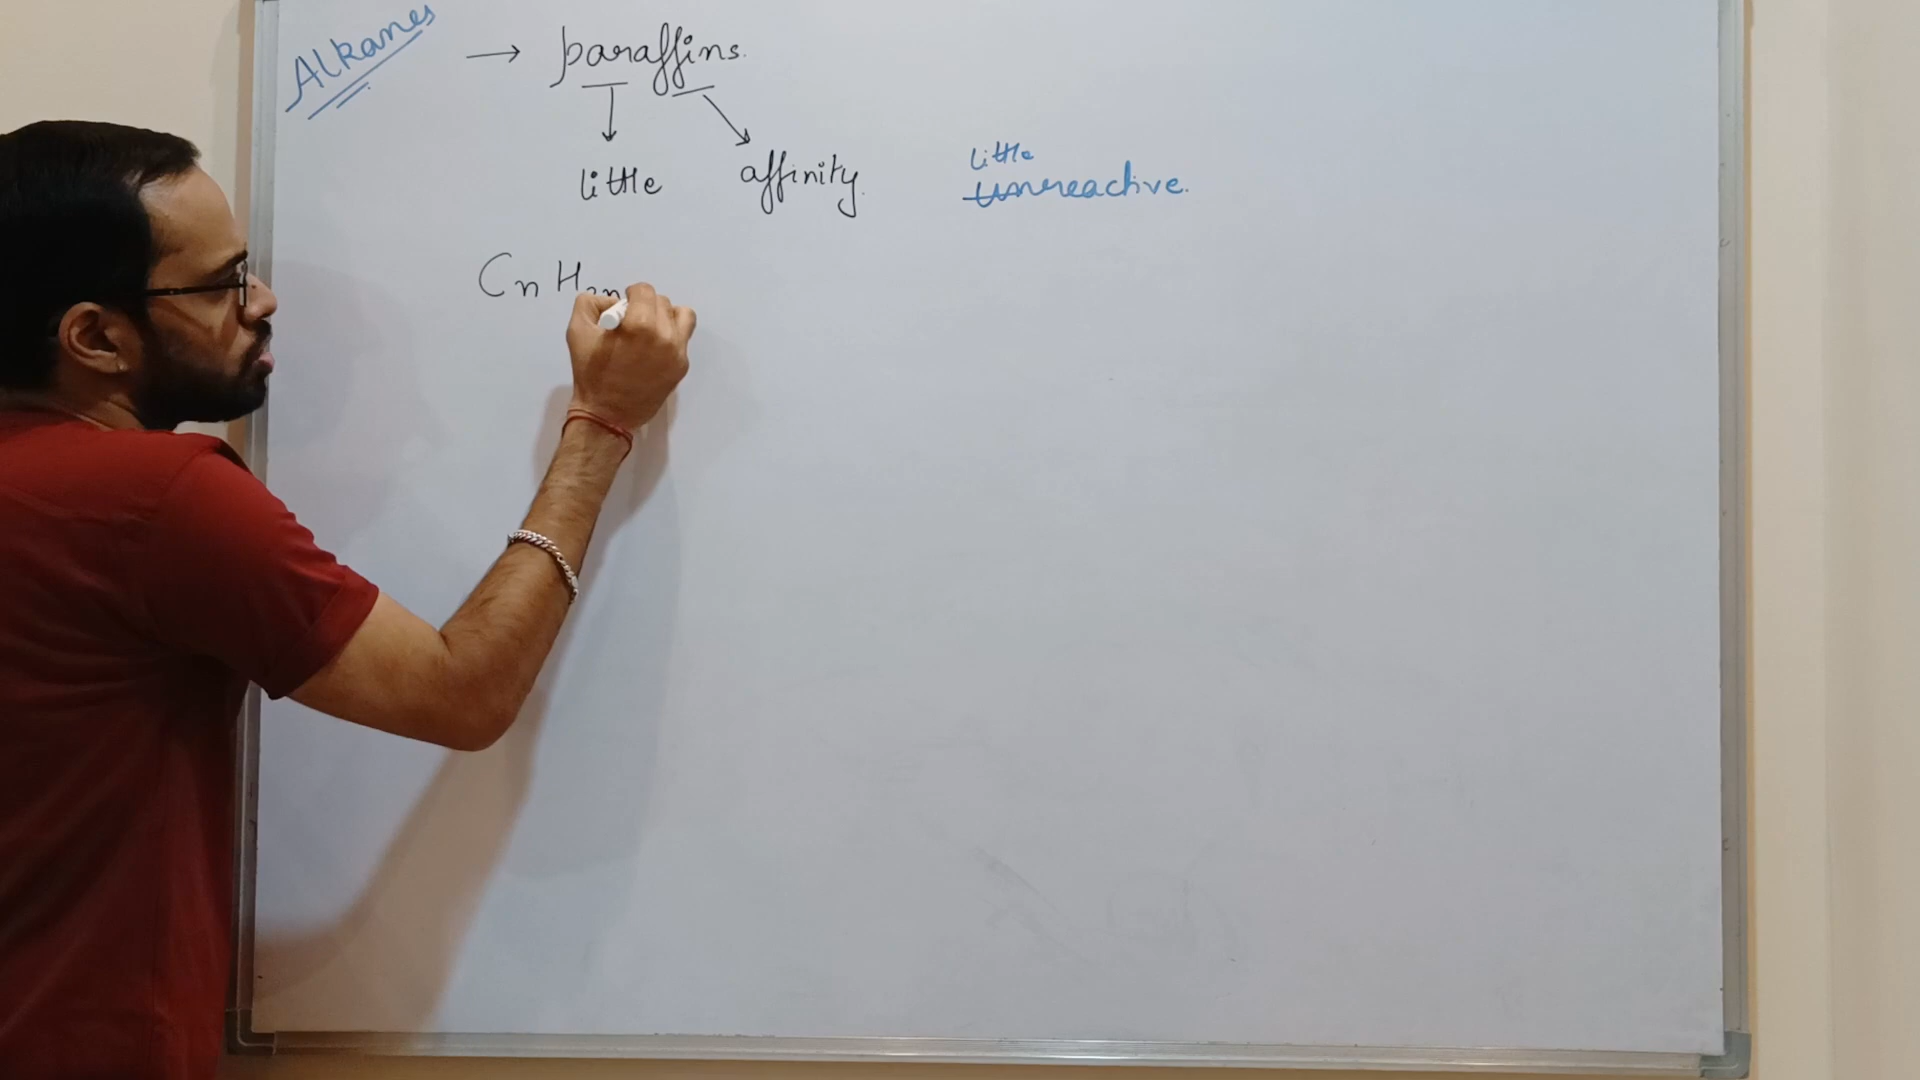 Alkanes → paraffins.
little affinity. little
unreactive.
Cn H2n